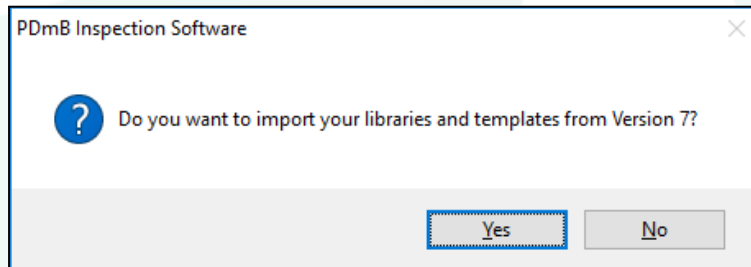 PDmB Inspection Software
Do you want to import your libraries and templates from Version 7?
Yes
No